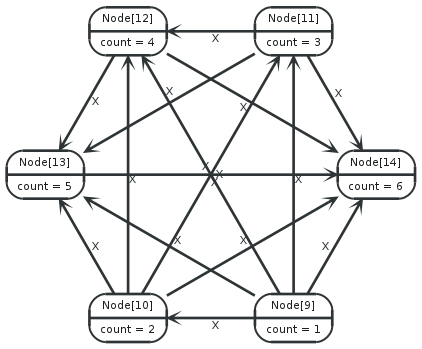 Node[12]
count = 4
Node[11]
count = 3
X
X
X
X
X
Node[13]
count = 5
Node[14]
count = 6
X
X
X
X
X
X
X
X
X
Node[10]
count = 2
Node[9]
count = 1
X